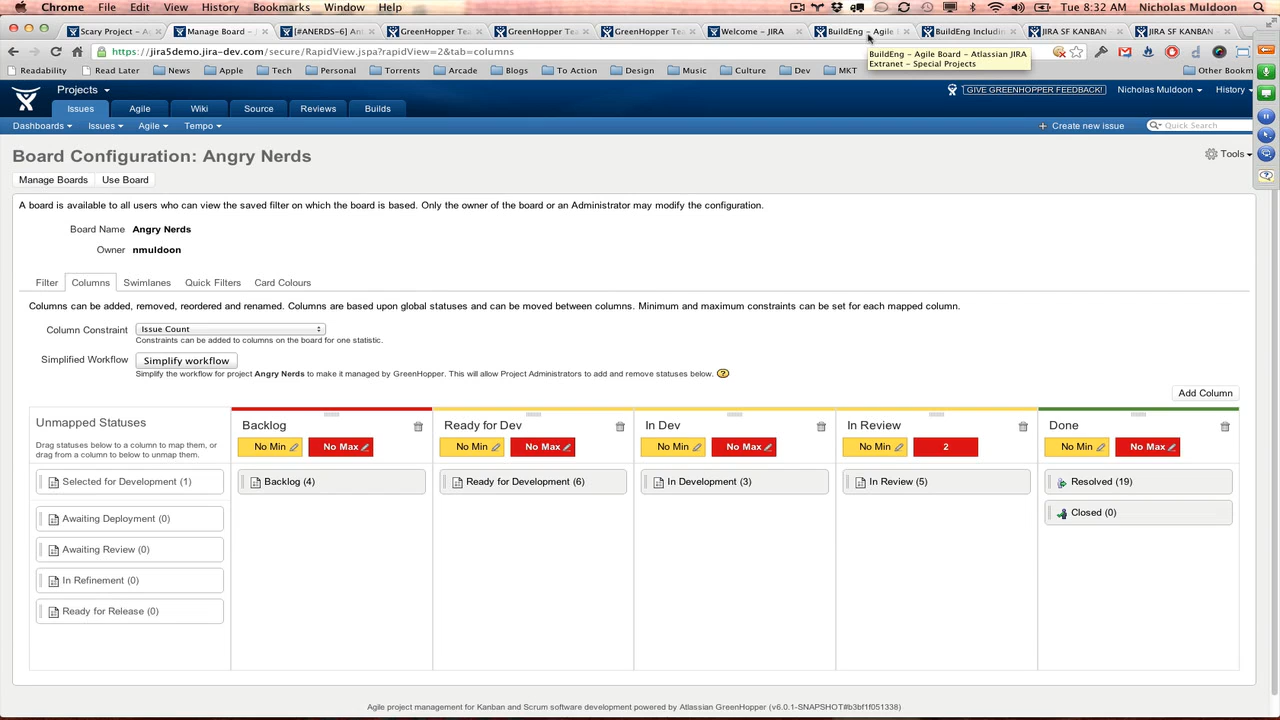 Chrome File Edit View History Bookmarks Window Help Tue 8:32 AM Nicholas Muldoon
Scary Project – A Manage Board – J [#ANERDS-6] An GreenHopper Tea GreenHopper Tea GreenHopper Tea Welcome – JIRA BuildEng – Agile BuildEng Includin JIRA SF KANBAN JIRA SF KANBAN
https://jira5demo.jira-dev.com/secure/RapidView.jspa?rapidView=2&tab=columns
BuildEng – Agile Board – Atlassian JIRA
Extranet – Special Projects
Readability Read Later News Apple Tech Personal Torrents Arcade Blogs To Action Design Music Culture Dev MKT Other Bookm
Projects GIVE GREENHOPPER FEEDBACK! Nicholas Muldoon History
Issues Agile Wiki Source Reviews Builds
Dashboards Issues Agile Tempo + Create new issue Quick Search
Board Configuration: Angry Nerds Tools
Manage Boards Use Board
A board is available to all users who can view the saved filter on which the board is based. Only the owner of the board or an Administrator may modify the configuration.
Board Name Angry Nerds
Owner nmuldoon
Filter Columns Swimlanes Quick Filters Card Colours
Columns can be added, removed, reordered and renamed. Columns are based upon global statuses and can be moved between columns. Minimum and maximum constraints can be set for each mapped column.
Column Constraint Issue Count
Constraints can be added to columns on the board for one statistic.
Simplified Workflow Simplify workflow
Simplify the workflow for project Angry Nerds to make it managed by GreenHopper. This will allow Project Administrators to add and remove statuses below. ?
Add Column
Unmapped Statuses
Drag statuses below to a column to map them, or
drag from a column to below to unmap them.
Selected for Development (1)
Awaiting Deployment (0)
Awaiting Review (0)
In Refinement (0)
Ready for Release (0)
Backlog
No Min No Max
Backlog (4)
Ready for Dev
No Min No Max
Ready for Development (6)
In Dev
No Min No Max
In Development (3)
In Review
No Min 2
In Review (5)
Done
No Min No Max
Resolved (19)
Closed (0)
Agile project management for Kanban and Scrum software development powered by Atlassian GreenHopper (v6.0.1-SNAPSHOT#b3bf1f051338)